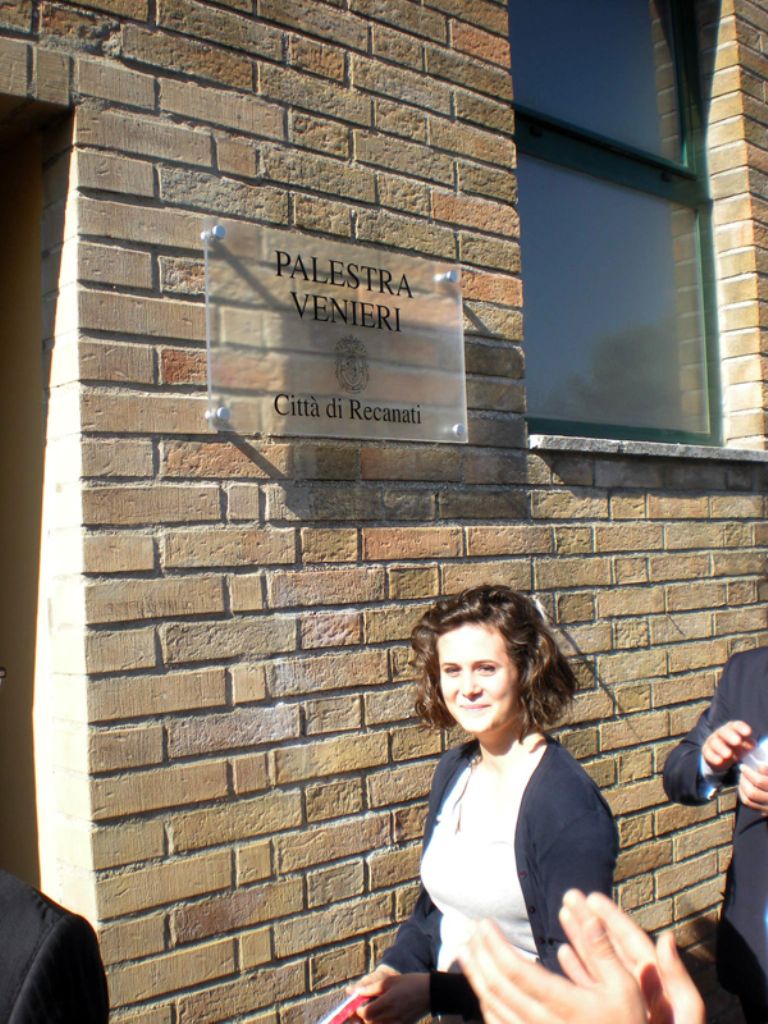 PALESTRA
VENIERI
Città di Recanati